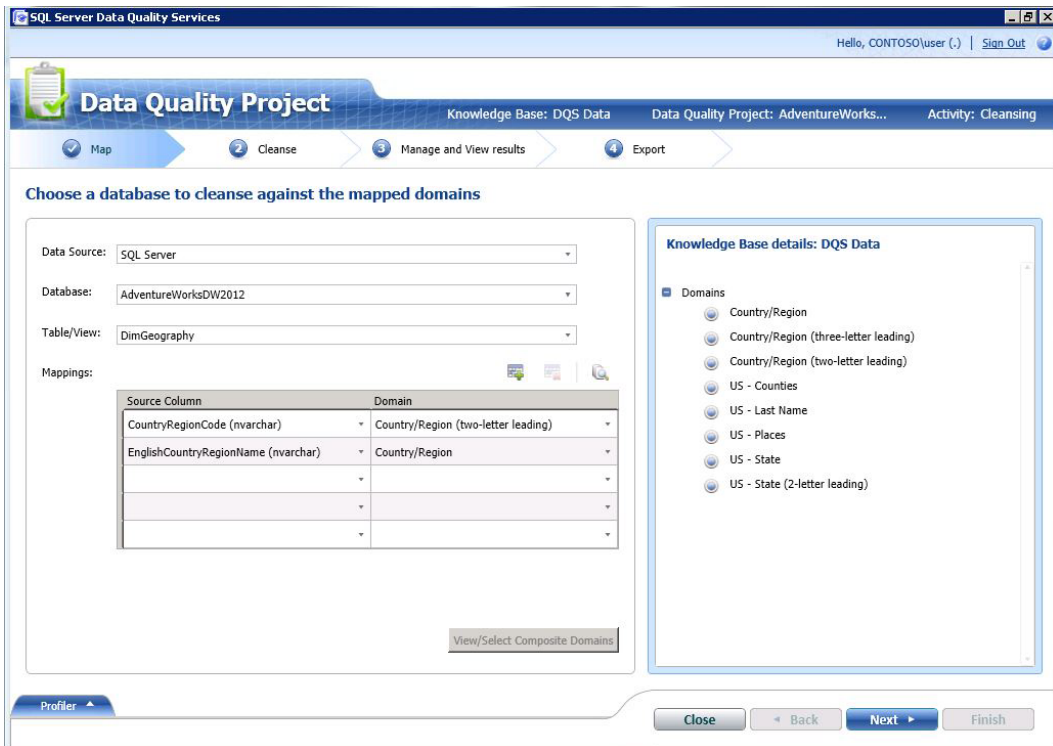 SQL Server Data Quality Services
Hello, CONTOSO\user (.) | Sign Out
Data Quality Project
Knowledge Base: DQS Data Data Quality Project: AdventureWorks... Activity: Cleansing
Map 2 Cleanse 3 Manage and View results 4 Export
Choose a database to cleanse against the mapped domains
Data Source: SQL Server
Database: AdventureWorksDW2012
Table/View: DimGeography
Mappings:
Source Column Domain
CountryRegionCode (nvarchar) Country/Region (two-letter leading)
EnglishCountryRegionName (nvarchar) Country/Region
View/Select Composite Domains
Knowledge Base details: DQS Data
Domains
Country/Region
Country/Region (three-letter leading)
Country/Region (two-letter leading)
US - Counties
US - Last Name
US - Places
US - State
US - State (2-letter leading)
Profiler
Close Back Next Finish